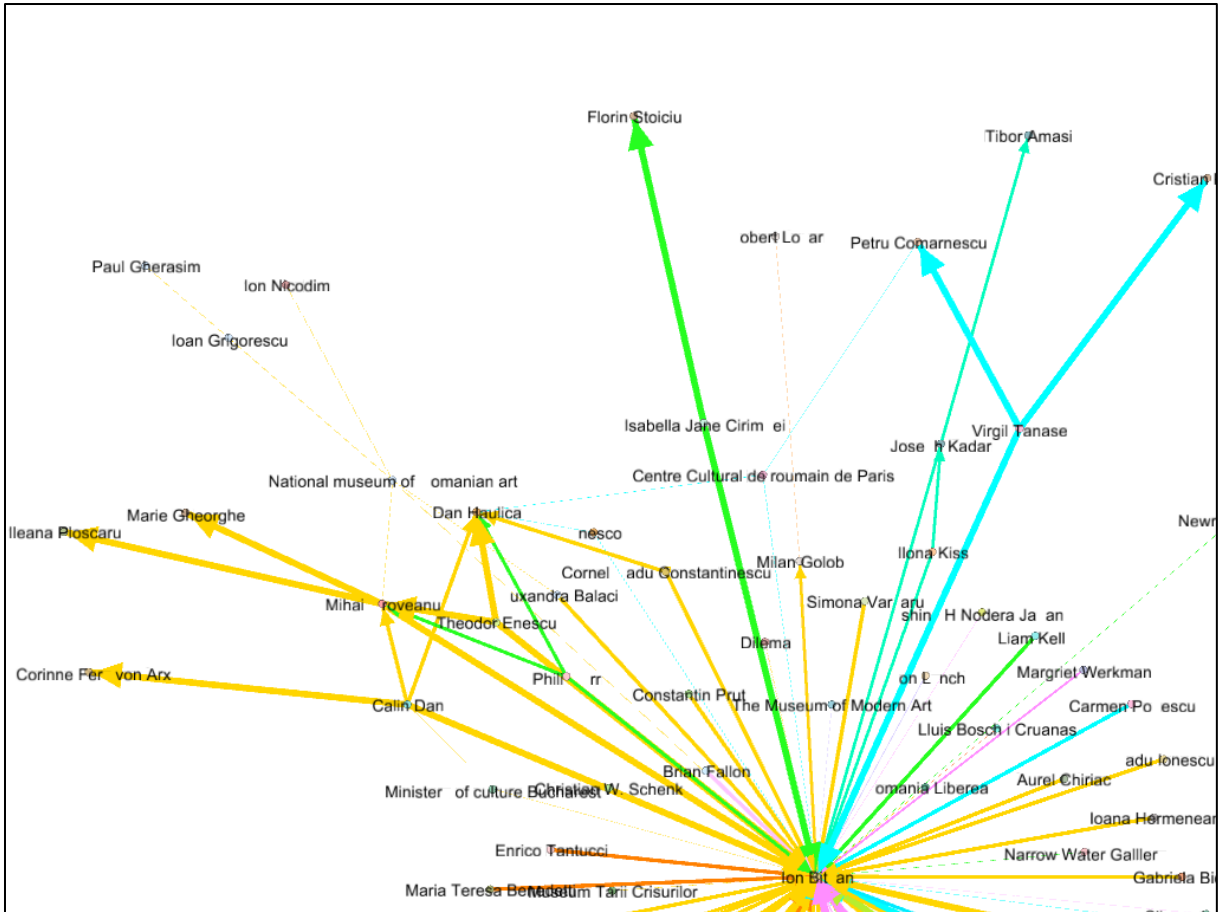 Florin Stoiciu
Tibor Amasi
Cristian
obert Lo ar
Petru Comarnescu
Paul Gherasim
Ion Nicodim
Ioan Grigorescu
Isabella Jane Cirim ei
Virgil Tanase
Jose h Kadar
Centre Cultural de roumain de Paris
National museum of omanian art
Dan Haulica
Marie Gheorghe
Newr
Ileana Ploscaru
nesco
Ilona Kiss
Milan Golob
Cornel adu Constantinescu
uxandra Balaci
Simona Var aru
Mihai roveanu
shin H Nodera Ja an
Theodor Enescu
Liam Kell
Dilema
Corinne Fer von Arx
Phili rr
on nch
Margriet Werkman
Constantin Prut
Calin Dan
The Museum of Modern Art
Carmen Po escu
Lluis Bosch i Cruanas
adu Ionescu
Brian Fallon
Aurel Chiriac
Minister of culture Bucharest
Christian W. Schenk
omania Liberea
Ioana Hormenear
Enrico Tantucci
Narrow Water Galller
Ion Bit an
Gabriela Bi
Maria Teresa Benedetti
Museum Tarii Crisurilor